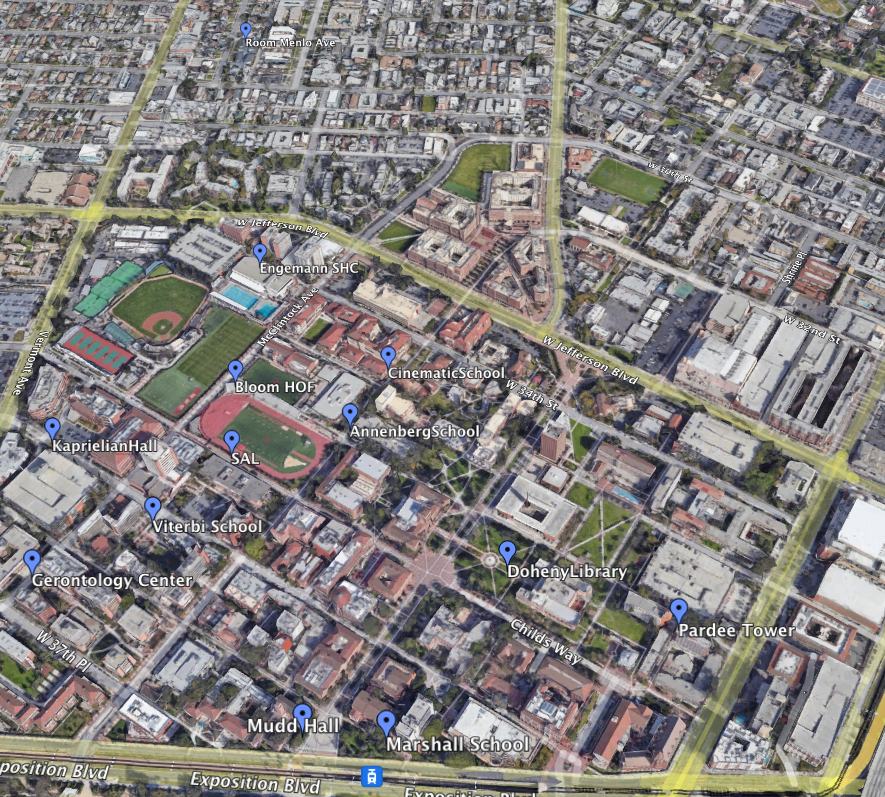 Room Menlo Ave
W 30th St
W Jefferson Blvd
Engemann SHC
Shrine Pl
McClintock Ave
W 32nd St
Vermont Ave
W Jefferson Blvd
CinematicSchool
Bloom HOF
W 34th St
AnnenbergSchool
KaprielianHall
SAL
Viterbi School
DohenyLibrary
Gerontology Center
Pardee Tower
Childs Way
W 37th Pl
Mudd Hall
Marshall School
position Blvd
Exposition Blvd
Exposition Blvd